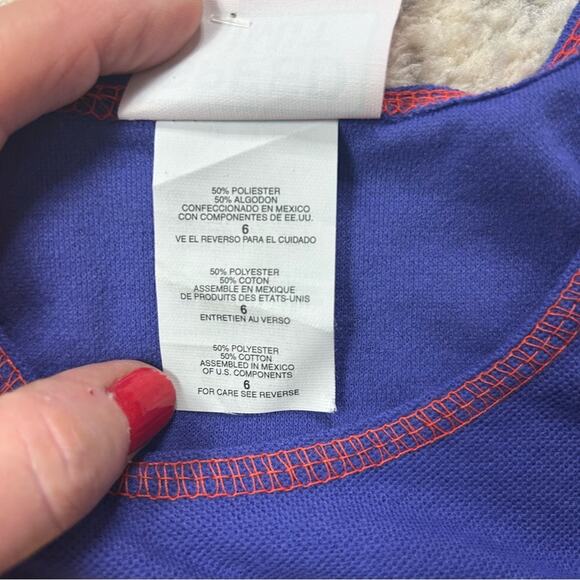 50% POLIESTER
50% ALGODON
CONFECCIONADO EN MEXICO
CON COMPONENTES DE EE.UU.
6
VE EL REVERSO PARA EL CUIDADO
50% POLYESTER
50% COTON
ASSEMBLE EN MEXIQUE
DE PRODUITS DES ETATS-UNIS
6
ENTRETIEN AU VERSO
50% POLYESTER
50% COTTON
ASSEMBLED IN MEXICO
OF U.S. COMPONENTS
6
FOR CARE SEE REVERSE